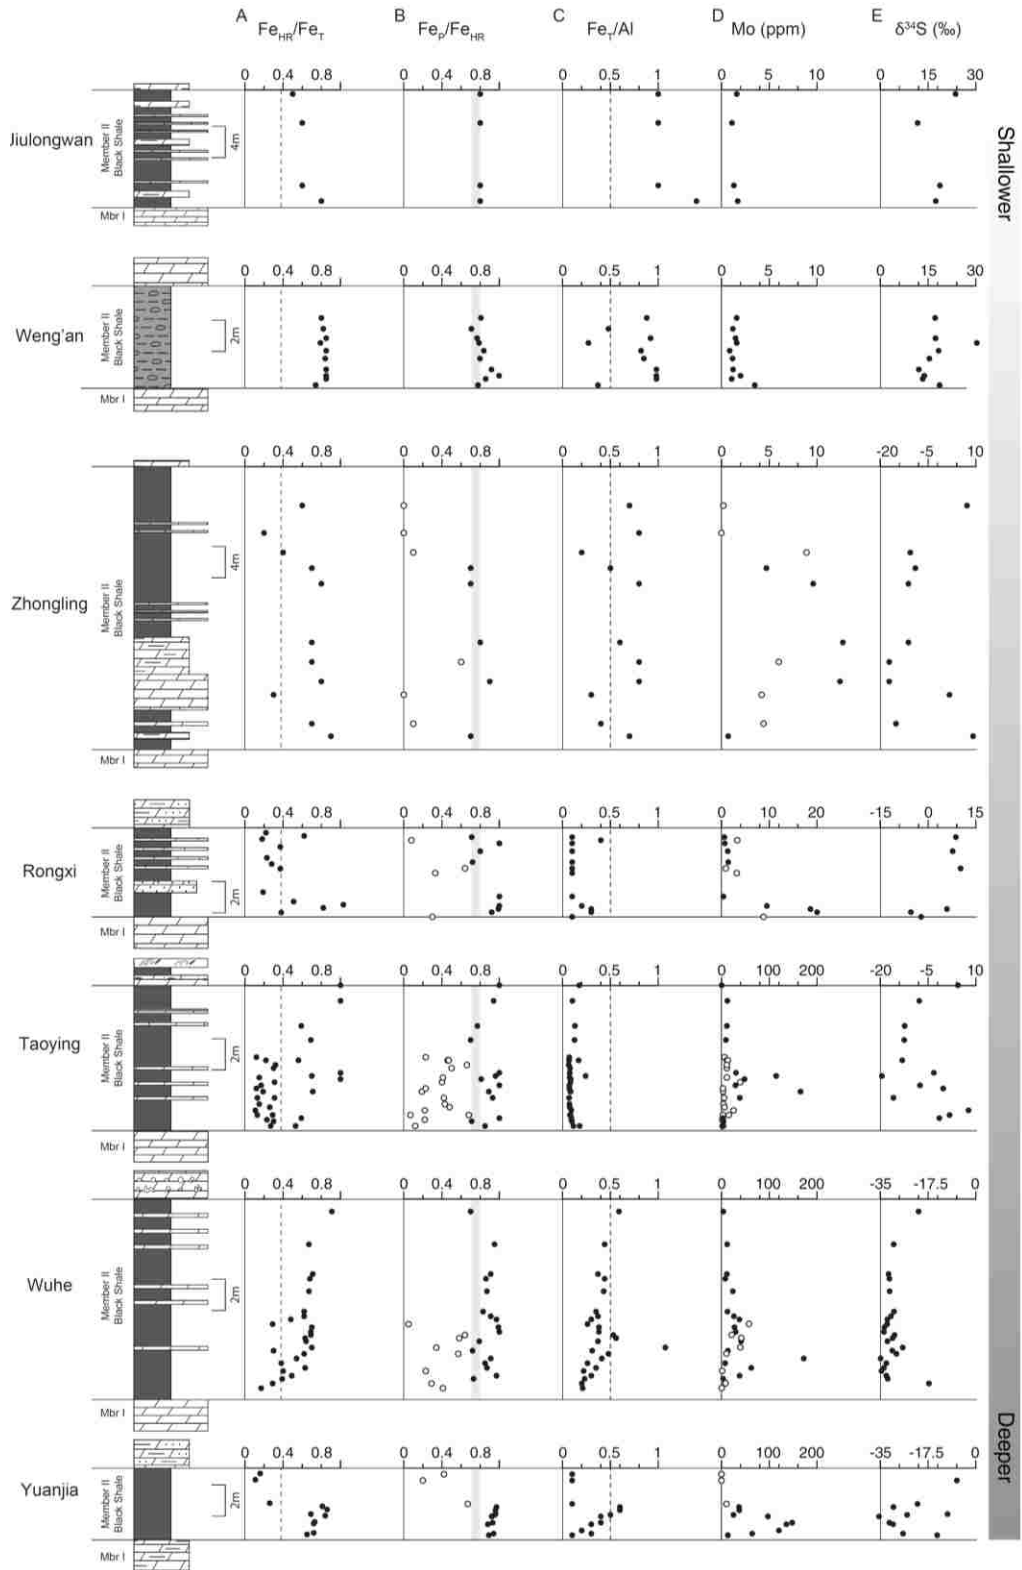 A B C D E
FeHR/FeT FeP/FeHR FeT/Al Mo (ppm) δ³⁴S (‰)
0 0.4 0.8 0 0.4 0.8 0 0.5 1 0 5 10 0 15 30
Jiulongwan
Member II
Black Shale
4m
Mbr I
Shallower
0 0.4 0.8 0 0.4 0.8 0 0.5 1 0 5 10 0 15 30
Weng'an
Member II
Black Shale
2m
Mbr I
0 0.4 0.8 0 0.4 0.8 0 0.5 1 0 5 10 -20 -5 10
Zhongling
Member II
Black Shale
4m
Mbr I
0 0.4 0.8 0 0.4 0.8 0 0.5 1 0 10 20 -15 0 15
Rongxi
Member II
Black Shale
2m
Mbr I
0 0.4 0.8 0 0.4 0.8 0 0.5 1 0 100 200 -20 -5 10
Taoying
Member II
Black Shale
2m
Mbr I
0 0.4 0.8 0 0.4 0.8 0 0.5 1 0 100 200 -35 -17.5 0
Wuhe
Member II
Black Shale
2m
Mbr I
Deeper
0 0.4 0.8 0 0.4 0.8 0 0.5 1 0 100 200 -35 -17.5 0
Yuanjia
Member II
Black Shale
2m
Mbr I